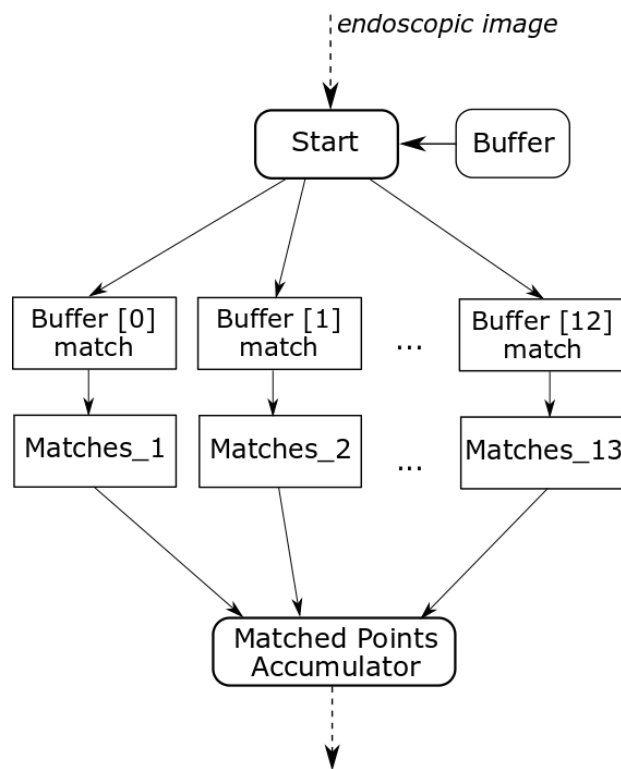 endoscopic image
Start
Buffer
Buffer [0]
match
Buffer [1]
match
...
Buffer [12]
match
Matches_1
Matches_2
...
Matches_13
Matched Points
Accumulator